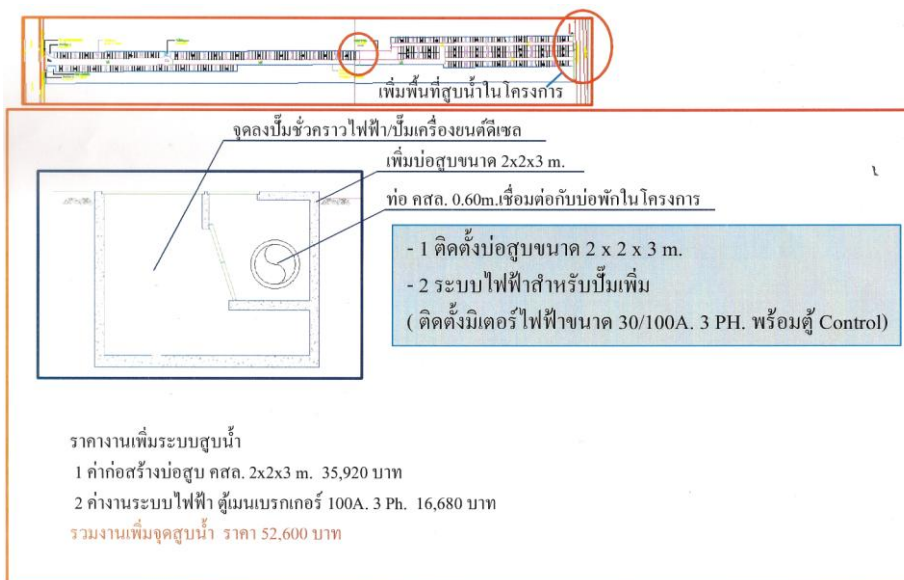 เพิ่มพื้นที่สูบน้ำในโครงการ
จุดลงปั๊มชั่วคราวไฟฟ้า/ปั๊มเครื่องยนต์ดีเซล
เพิ่มบ่อสูบขนาด 2x2x3 m.
ท่อ คสล. 0.60m.เชื่อมต่อกับบ่อพักในโครงการ
- 1 ติดตั้งบ่อสูบขนาด 2 x 2 x 3 m.
- 2 ระบบไฟฟ้าสำหรับปั๊มเพิ่ม
( ติดตั้งมิเตอร์ไฟฟ้าขนาด 30/100A. 3 PH. พร้อมตู้ Control)
ราคางานเพิ่มระบบสูบน้ำ
1 ค่าก่อสร้างบ่อสูบ คสล. 2x2x3 m. 35,920 บาท
2 ค่างานระบบไฟฟ้า ตู้เมนเบรกเกอร์ 100A. 3 Ph. 16,680 บาท
รวมงานเพิ่มจุดสูบน้ำ ราคา 52,600 บาท